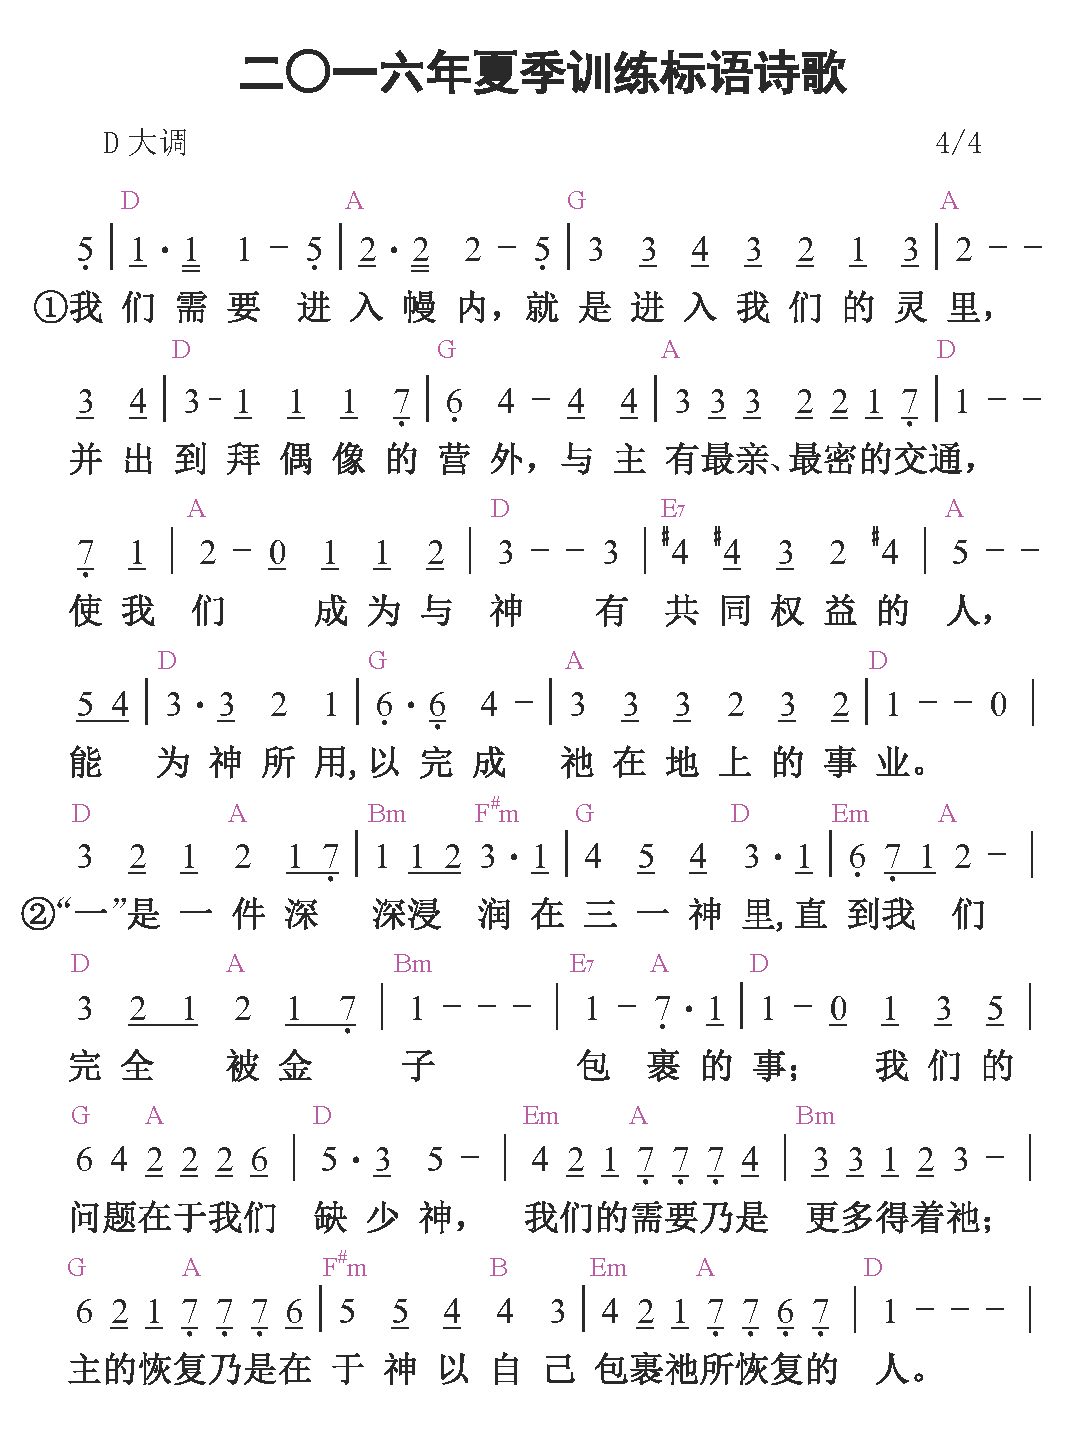 二〇一六年夏季训练标语诗歌
D 大调 4/4
D A G A
5 | 1 · 1 1 - 5 | 2 · 2 2 - 5 | 3 3 4 3 2 1 3 | 2 - -
①我 们 需 要 进 入 幔 内，就 是 进 入 我 们 的 灵 里，
D G A D
3 4 | 3 - 1 1 1 7 | 6 4 - 4 4 | 3 3 3 2 2 1 7 | 1 - -
并 出 到 拜 偶 像 的 营 外，与 主 有最亲、最密的交通，
A D E7 A
7 1 | 2 - 0 1 1 2 | 3 - - 3 | #4 #4 3 2 #4 | 5 - -
使 我 们 成 为 与 神 有 共 同 权 益 的 人，
D G A D
5 4 | 3 · 3 2 1 | 6 · 6 4 - | 3 3 3 2 3 2 | 1 - - 0 |
能 为 神 所 用，以 完 成 祂 在 地 上 的 事 业。
D A Bm F#m G D Em A
3 2 1 2 1 7 | 1 1 2 3 · 1 | 4 5 4 3 · 1 | 6 7 1 2 - |
②“一”是 一 件 深 深浸 润 在 三 一 神 里，直 到我 们
D A Bm E7 A D
3 2 1 2 1 7 | 1 - - - | 1 - 7 · 1 | 1 - 0 1 3 5 |
完 全 被 金 子 包 裹 的 事； 我 们 的
G A D Em A Bm
6 4 2 2 2 6 | 5 · 3 5 - | 4 2 1 7 7 7 4 | 3 3 1 2 3 - |
问题在于我们 缺 少 神， 我们的需要乃是 更多得着祂；
G A F#m B Em A D
6 2 1 7 7 7 6 | 5 5 4 4 3 | 4 2 1 7 7 6 7 | 1 - - - |
主的恢复乃是在 于 神 以 自 己 包裹祂所恢复的 人。